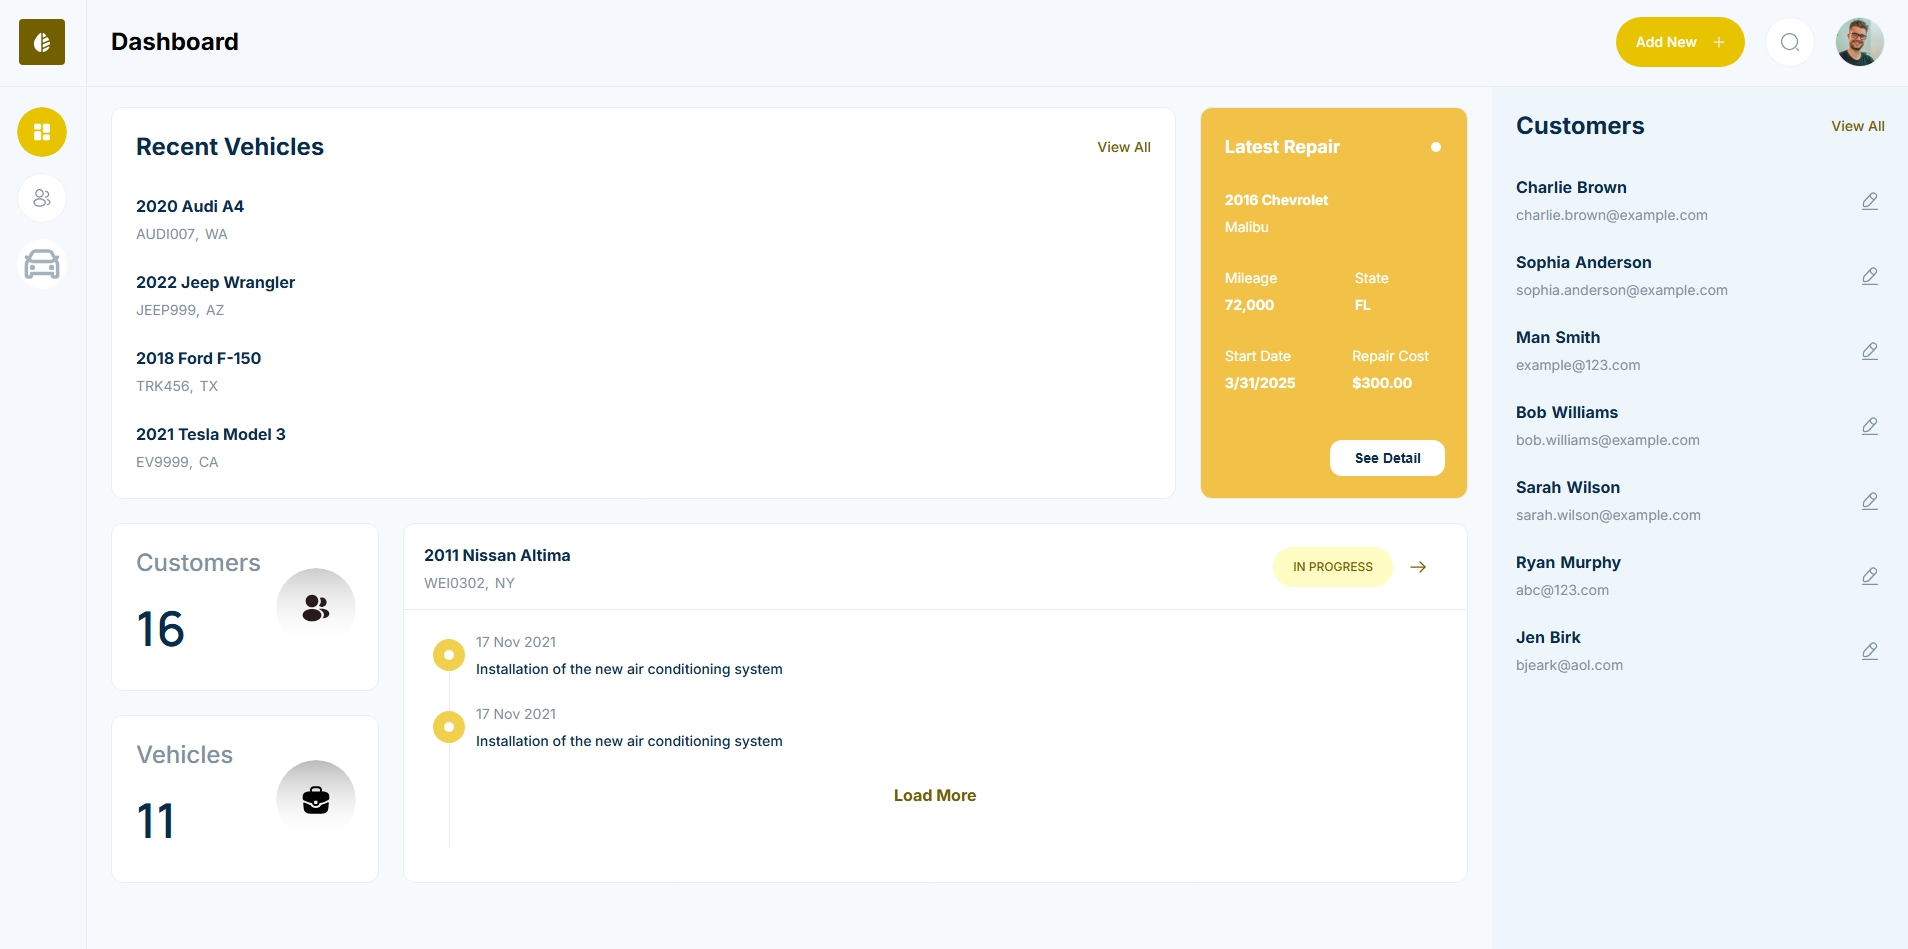 Dashboard
Add New
Recent Vehicles
View All
2020 Audi A4
AUDI007, WA
2022 Jeep Wrangler
JEEP999, AZ
2018 Ford F-150
TRK456, TX
2021 Tesla Model 3
EV9999, CA
Latest Repair
2016 Chevrolet
Malibu
Mileage State
72,000 FL
Start Date Repair Cost
3/31/2025 $300.00
See Detail
Customers
16
Vehicles
11
2011 Nissan Altima
WEI0302, NY
IN PROGRESS
17 Nov 2021
Installation of the new air conditioning system
17 Nov 2021
Installation of the new air conditioning system
Load More
Customers
View All
Charlie Brown
charlie.brown@example.com
Sophia Anderson
sophia.anderson@example.com
Man Smith
example@123.com
Bob Williams
bob.williams@example.com
Sarah Wilson
sarah.wilson@example.com
Ryan Murphy
abc@123.com
Jen Birk
bjeark@aol.com